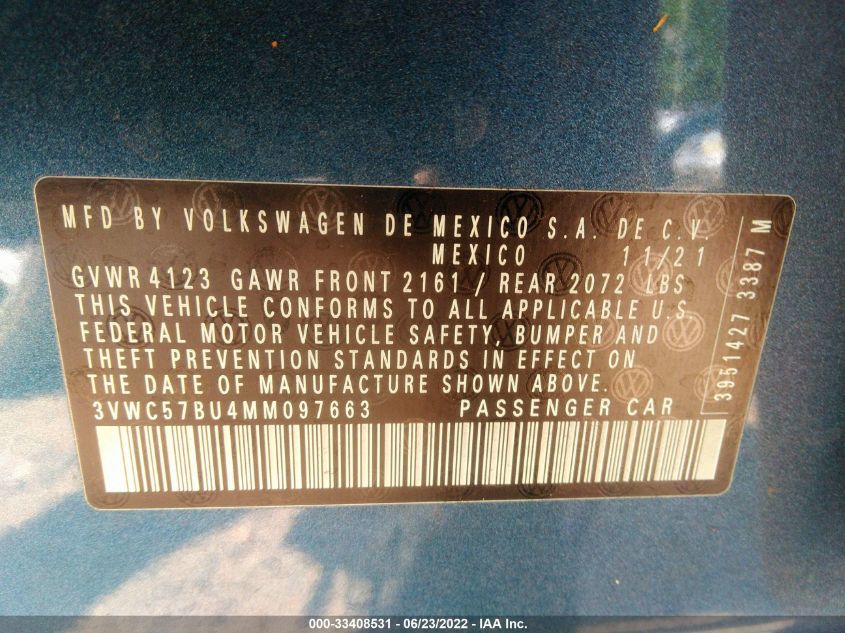 MFD BY VOLKSWAGEN DE MEXICO S.A. DE C.V.
MEXICO 11/21
GVWR 4123 GAWR FRONT 2161 / REAR 2072 LBS
THIS VEHICLE CONFORMS TO ALL APPLICABLE U.S.
FEDERAL MOTOR VEHICLE SAFETY, BUMPER AND
THEFT PREVENTION STANDARDS IN EFFECT ON
THE DATE OF MANUFACTURE SHOWN ABOVE.
3VWC57BU4MM097663 PASSENGER CAR
3951427 3387 M
000-33408531 - 06/23/2022 - IAA Inc.